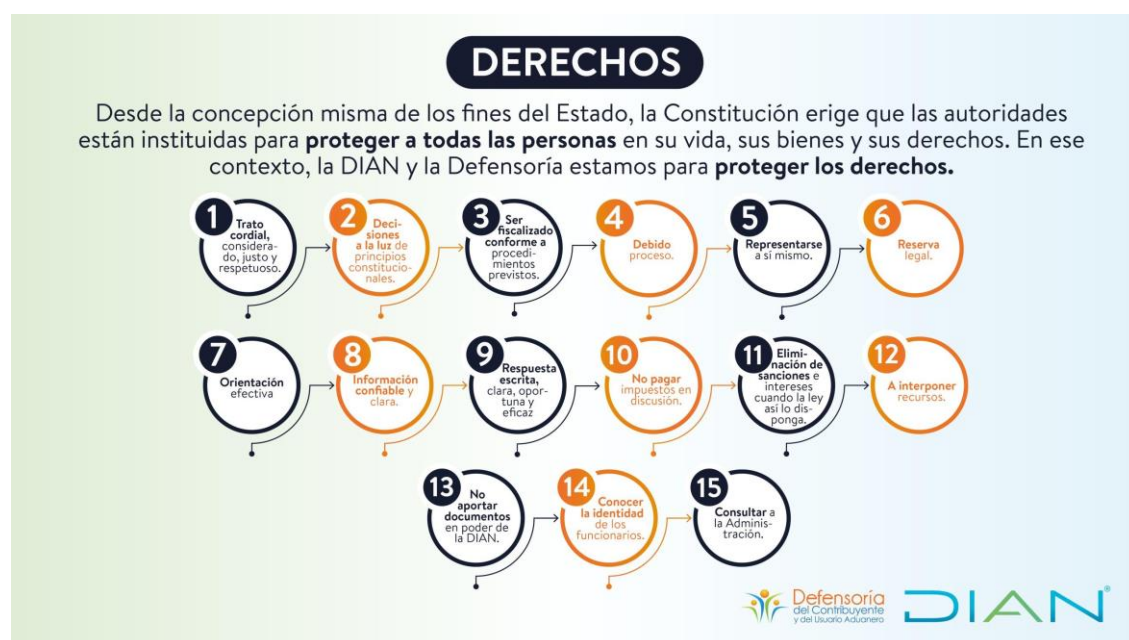 DERECHOS
Desde la concepción misma de los fines del Estado, la Constitución erige que las autoridades
están instituidas para proteger a todas las personas en su vida, sus bienes y sus derechos. En ese
contexto, la DIAN y la Defensoría estamos para proteger los derechos.
1
Trato
cordial,
considera-
do, justo y
respetuoso.
2
Deci-
siones
a la luz de
principios
constitucio-
nales.
3
Ser
fiscalizado
conforme a
procedi-
mientos
previstos.
4
Debido
proceso.
5
Representarse
a sí mismo.
6
Reserva
legal.
7
Orientación
efectiva
8
Información
confiable y
clara.
9
Respuesta
escrita,
clara, opor-
tuna y
eficaz
10
No pagar
impuestos en
discusión.
11
Elimi-
nación de
sanciones e
intereses
cuando la ley
así lo dis-
ponga.
12
A interponer
recursos.
13
No
aportar
documentos
en poder de
la DIAN.
14
Conocer
la identidad
de los
funcionarios.
15
Consultar a
la Adminis-
tración.
Defensoría
del Contribuyente
y del Usuario Aduanero
DIAN®